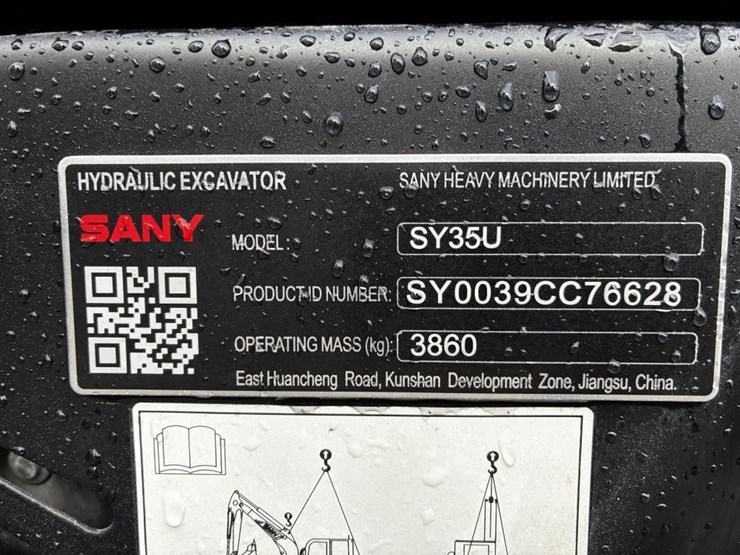 HYDRAULIC EXCAVATOR
SANY HEAVY MACHINERY LIMITED
SANY
MODEL: SY35U
PRODUCT ID NUMBER: SY0039CC76628
OPERATING MASS (kg): 3860
East Huancheng Road, Kunshan Development Zone, Jiangsu, China.